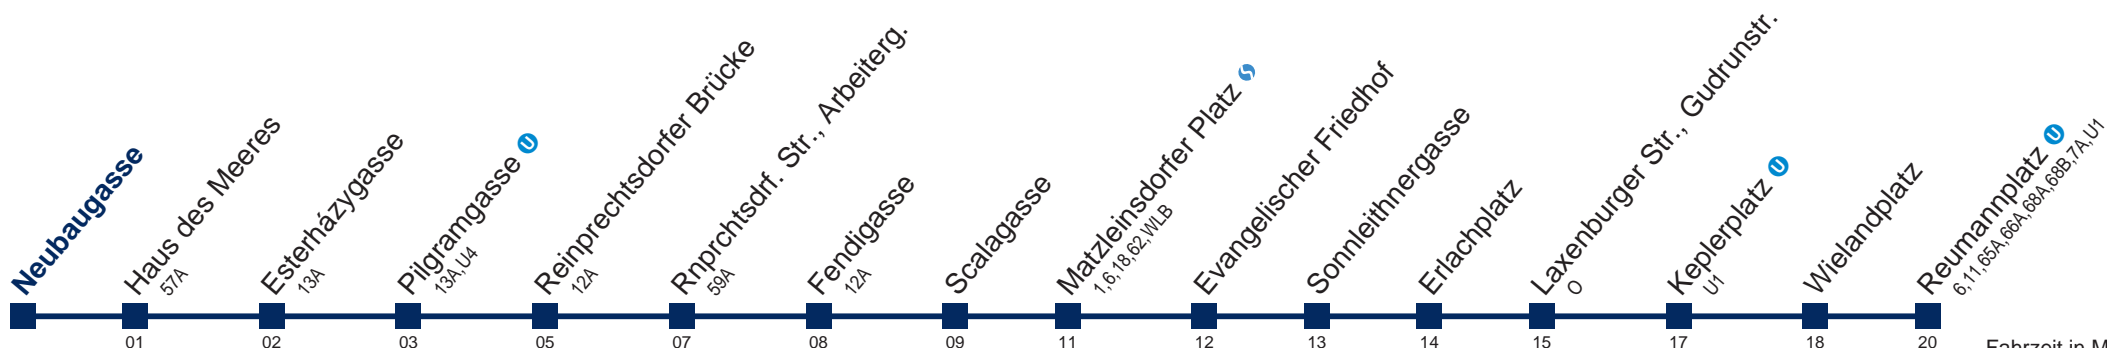 Neubaugasse
Haus des Meeres
57A
Esterházygasse
13A
Pilgramgasse U
13A,U4
Reinprechtsdorfer Brücke
12A
Rnprchtsdrf. Str., Arbeiterg.
59A
Fendigasse
12A
Scalagasse
Matzleinsdorfer Platz
1,6,18,62,WLB
Evangelischer Friedhof
Sonnleithnergasse
Erlachplatz
Laxenburger Str., Gudrunstr.
O
Keplerplatz U
U1
Wielandplatz
Reumannplatz U
6,11,65A,66A,68A,68B,7A,U1
01 02 03 05 07 08 09 11 12 13 14 15 17 18 20
Fahrzeit in M